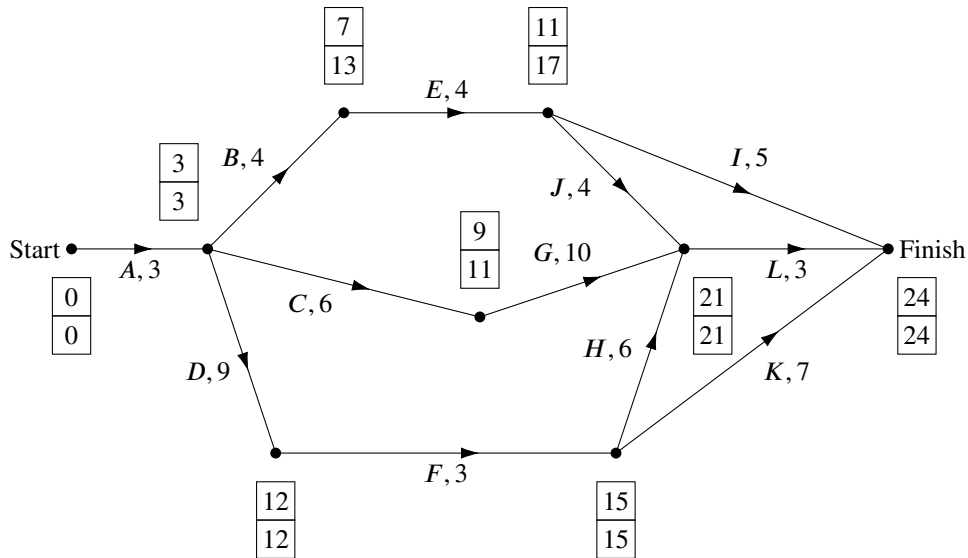 7
13
11
17
E, 4
B, 4
I, 5
3
3
J, 4
9
11
G, 10
Start
Finish
A, 3
L, 3
0
0
C, 6
21
21
24
24
H, 6
D, 9
K, 7
F, 3
12
12
15
15